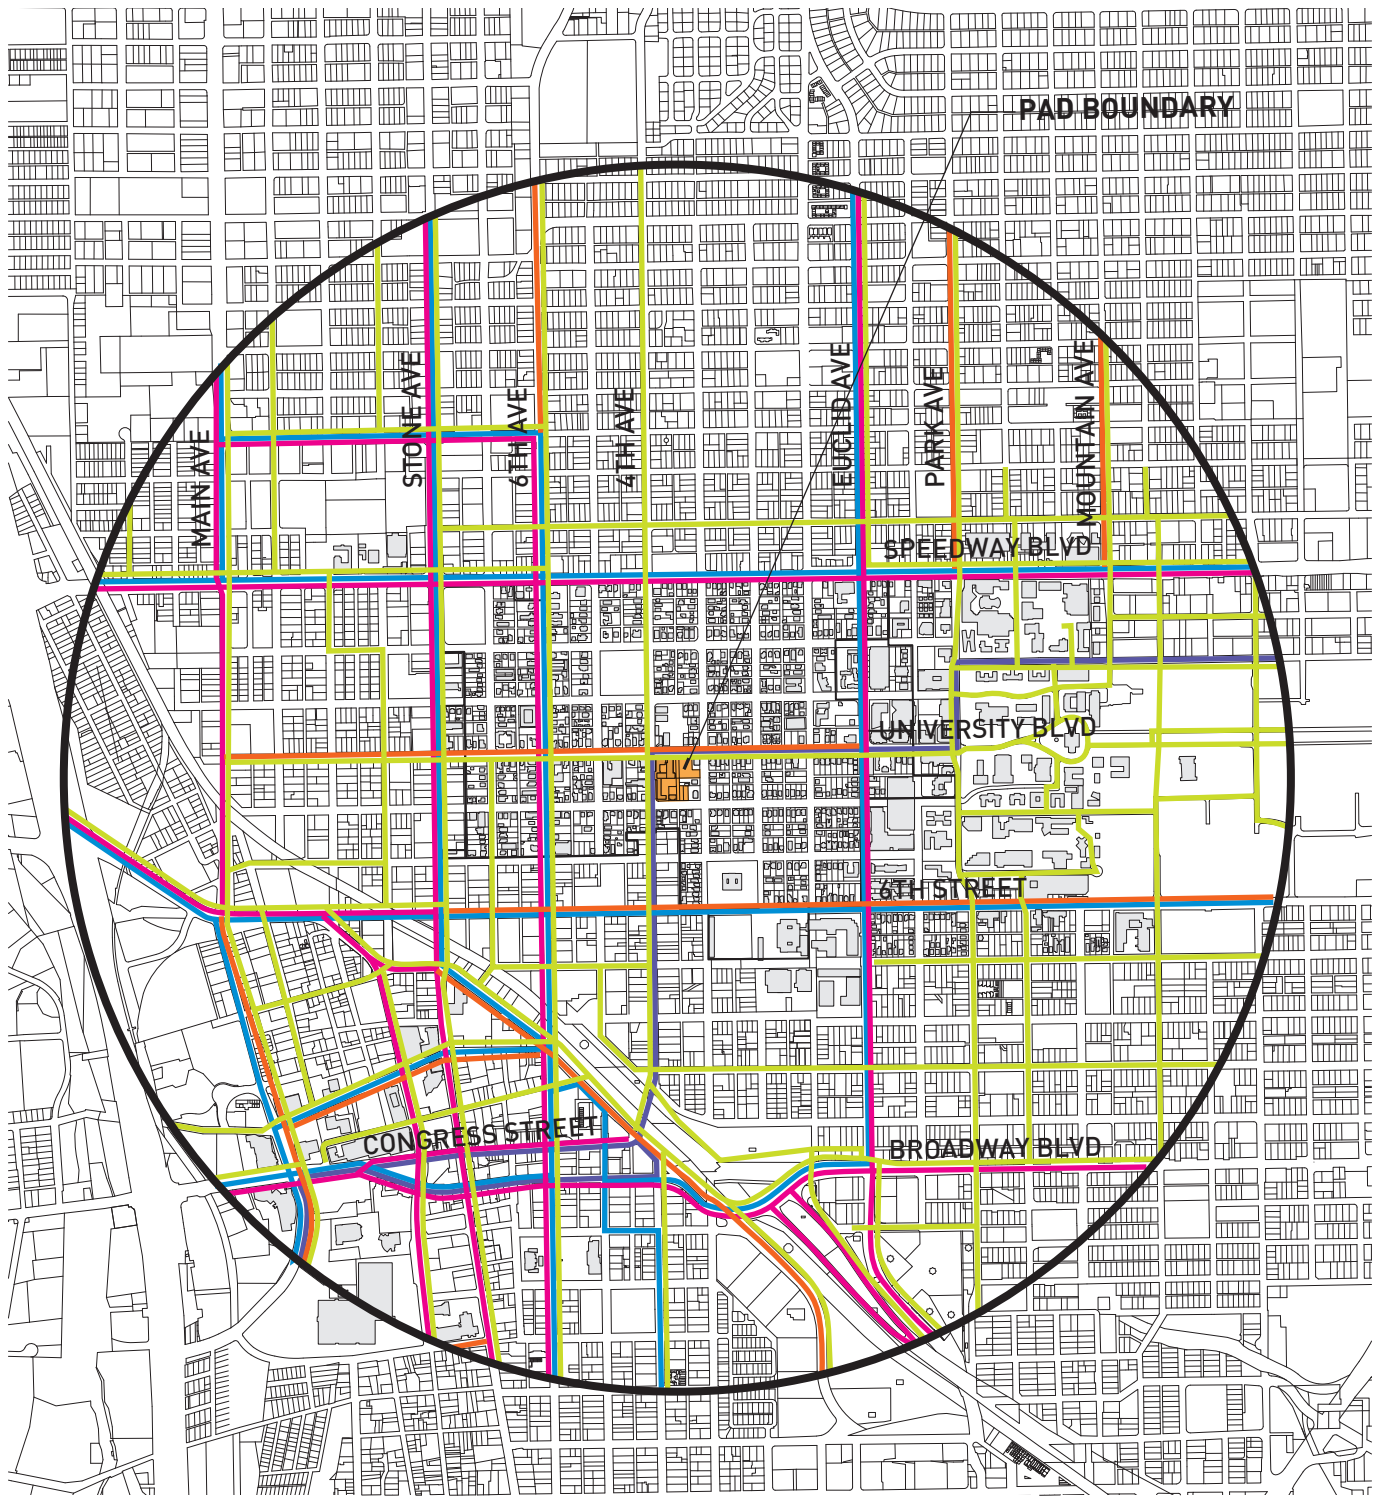 PAD BOUNDARY
MAIN AVE
STONE AVE
6TH AVE
4TH AVE
EUCLID AVE
PARK AVE
MOUNTAIN AVE
SPEEDWAY BLVD
UNIVERSITY BLVD
6TH STREET
CONGRESS STREET
BROADWAY BLVD